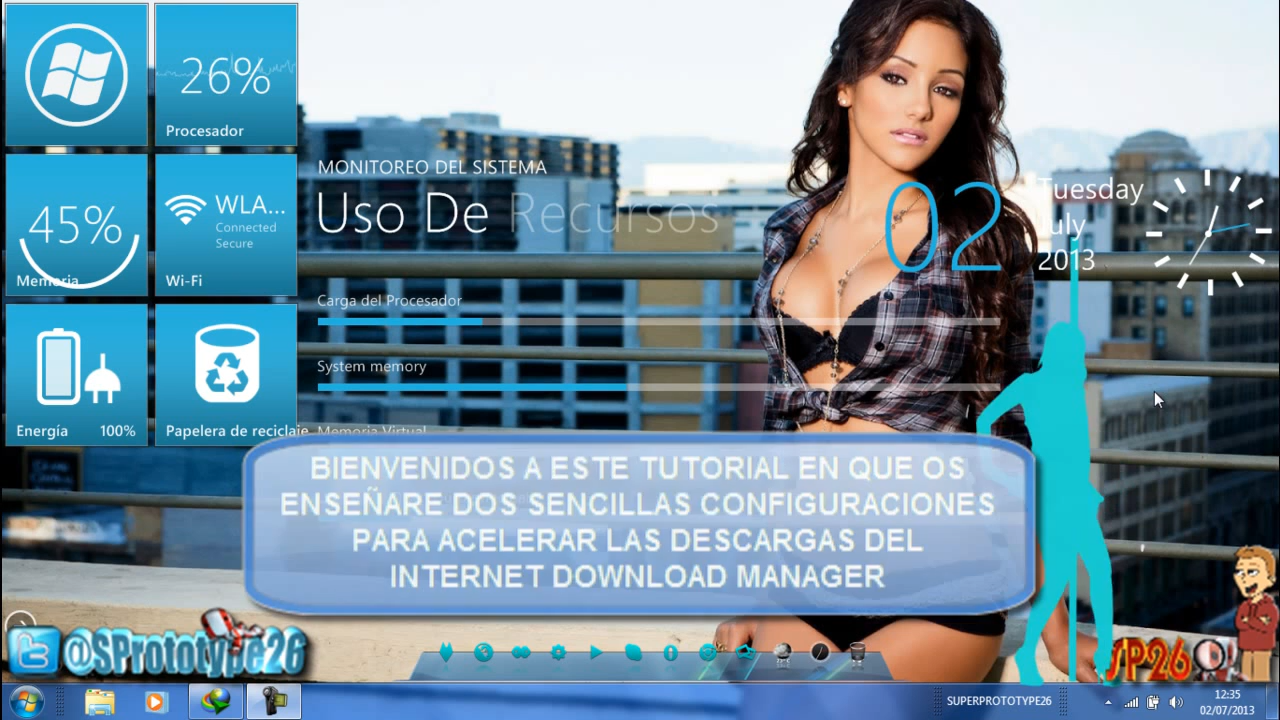 26%
Procesador
45%
Memoria
WLA...
Connected
Secure
Wi-Fi
Energía 100%
Papelera de reciclaje
MONITOREO DEL SISTEMA
Uso De Recursos
Carga del Procesador
System memory
Memoria Virtual
02
Tuesday
July
2013
BIENVENIDOS A ESTE TUTORIAL EN QUE OS
ENSEÑARE DOS SENCILLAS CONFIGURACIONES
PARA ACELERAR LAS DESCARGAS DEL
INTERNET DOWNLOAD MANAGER
@SPrototype26
SP26
SUPERPROTOTYPE26
12:35
02/07/2013